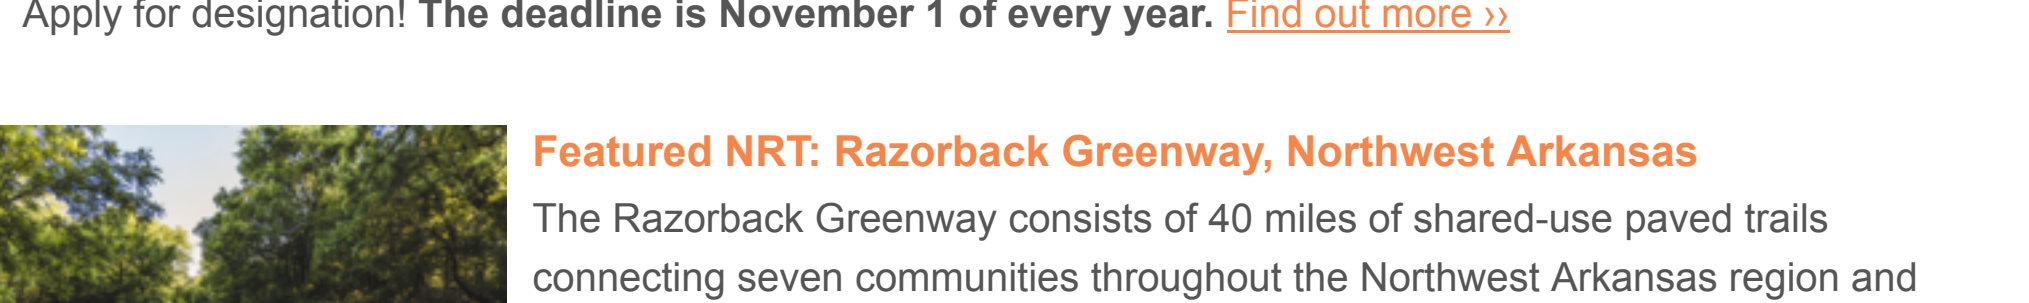 Apply for designation! The deadline is November 1 of every year. Find out more ››
Featured NRT: Razorback Greenway, Northwest Arkansas
The Razorback Greenway consists of 40 miles of shared-use paved trails
connecting seven communities throughout the Northwest Arkansas region and